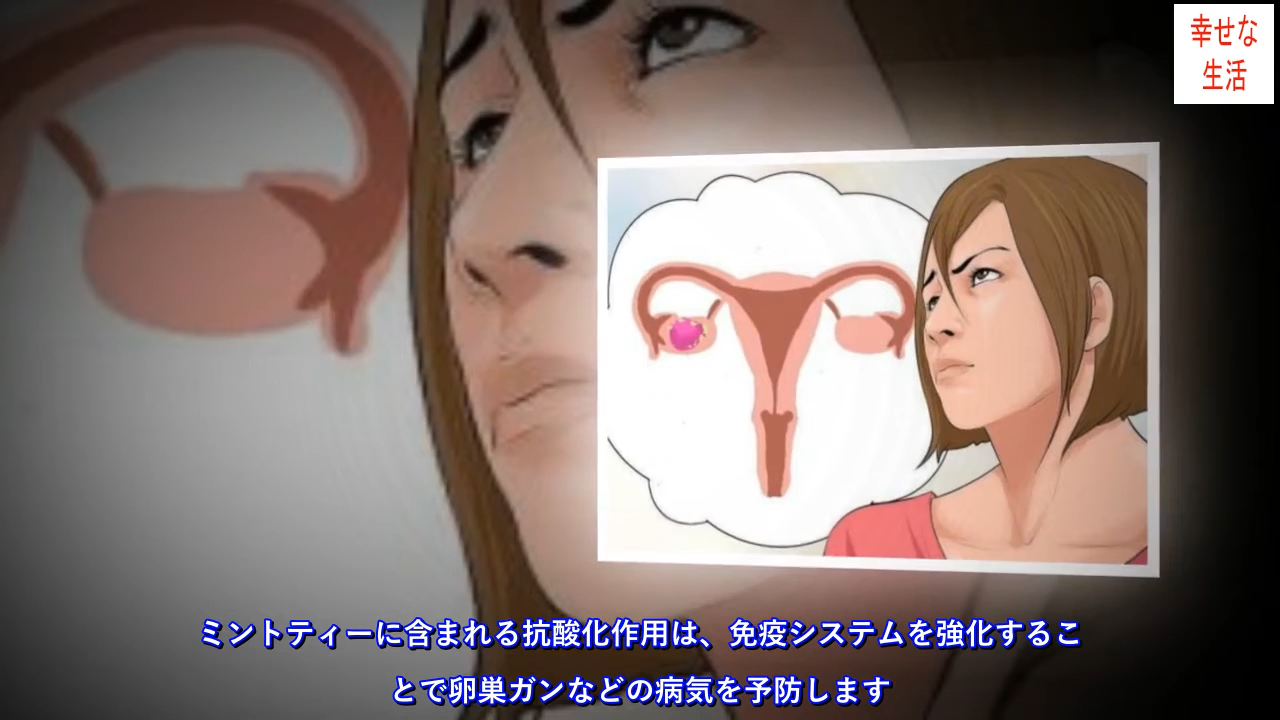 幸せな
生活
ミントティーに含まれる抗酸化作用は、免疫システムを強化するこ
とで卵巣ガンなどの病気を予防します